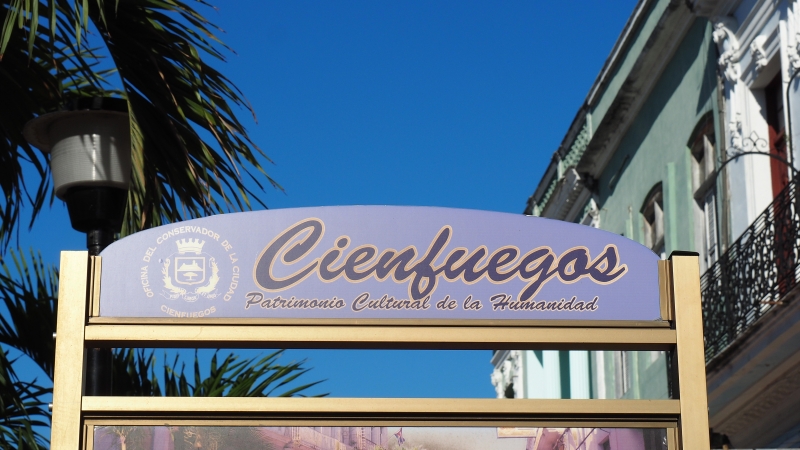 OFICINA DEL CONSERVADOR DE LA CIUDAD
CIENFUEGOS
Cienfuegos
Patrimonio Cultural de la Humanidad